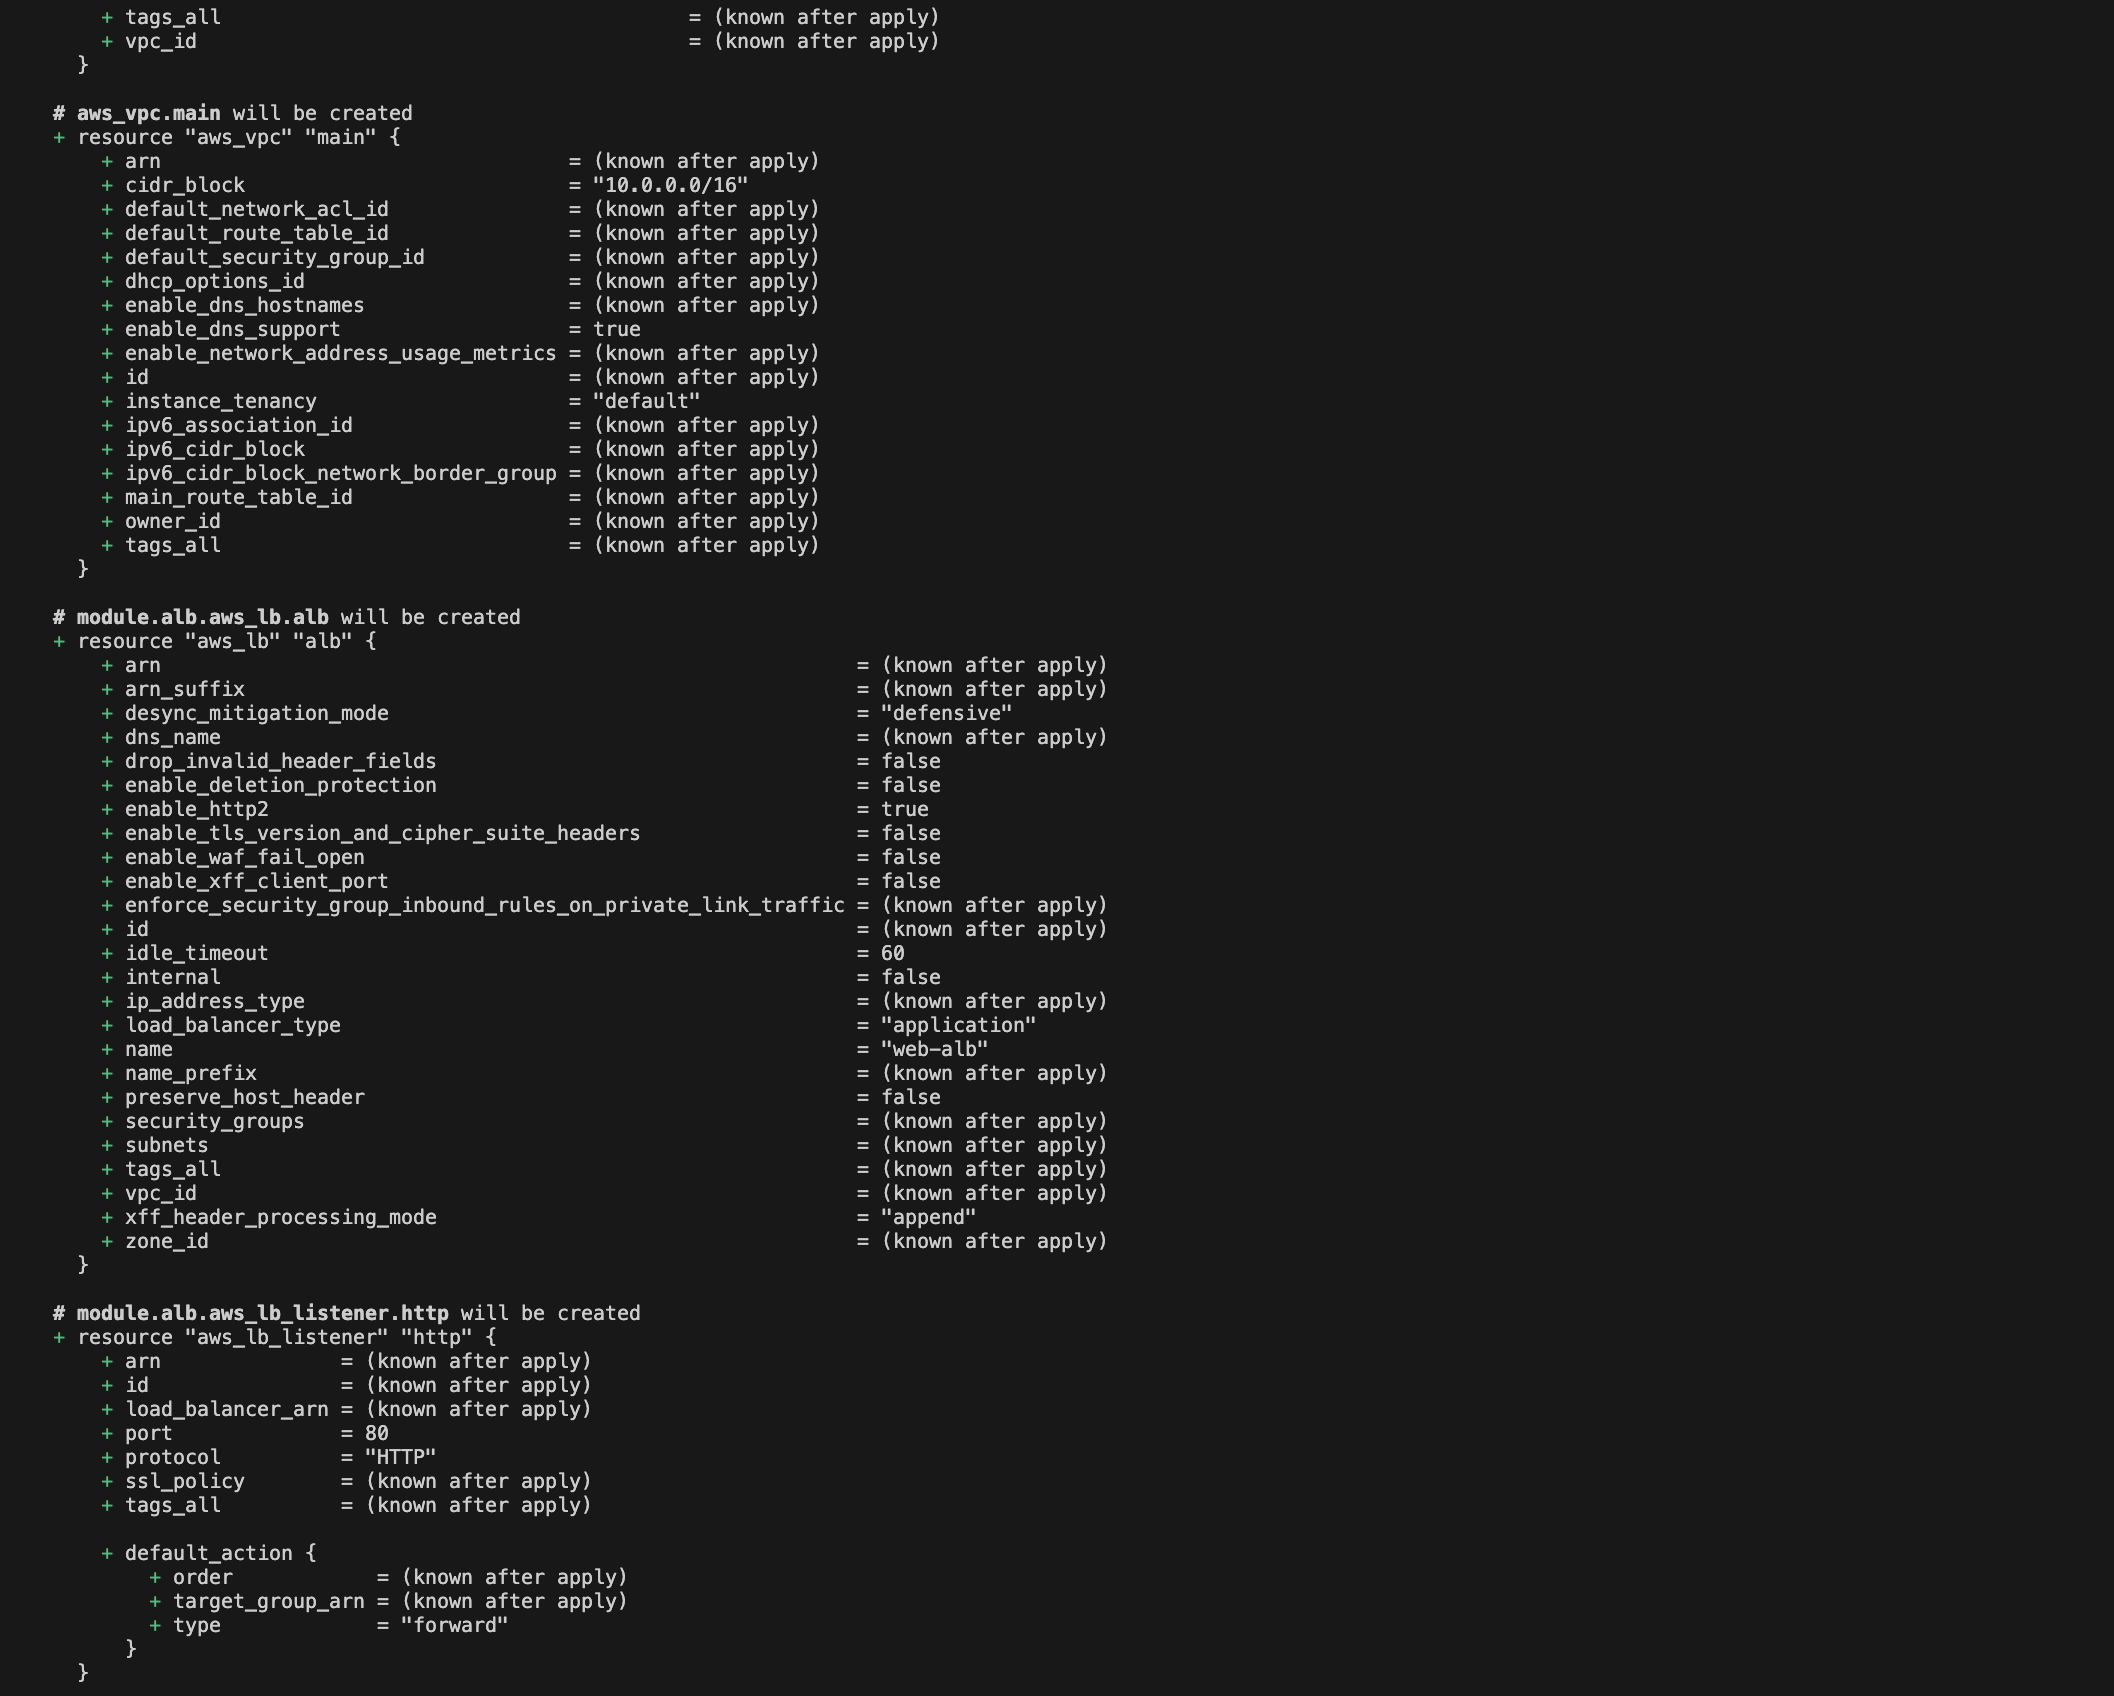 + tags_all                                       = (known after apply)
+ vpc_id                                         = (known after apply)
}
# aws_vpc.main will be created
+ resource "aws_vpc" "main" {
+ arn                                  = (known after apply)
+ cidr_block                           = "10.0.0.0/16"
+ default_network_acl_id               = (known after apply)
+ default_route_table_id               = (known after apply)
+ default_security_group_id            = (known after apply)
+ dhcp_options_id                      = (known after apply)
+ enable_dns_hostnames                 = (known after apply)
+ enable_dns_support                   = true
+ enable_network_address_usage_metrics = (known after apply)
+ id                                   = (known after apply)
+ instance_tenancy                     = "default"
+ ipv6_association_id                  = (known after apply)
+ ipv6_cidr_block                      = (known after apply)
+ ipv6_cidr_block_network_border_group = (known after apply)
+ main_route_table_id                  = (known after apply)
+ owner_id                             = (known after apply)
+ tags_all                             = (known after apply)
}
# module.alb.aws_lb.alb will be created
+ resource "aws_lb" "alb" {
+ arn                                                          = (known after apply)
+ arn_suffix                                                   = (known after apply)
+ desync_mitigation_mode                                       = "defensive"
+ dns_name                                                     = (known after apply)
+ drop_invalid_header_fields                                   = false
+ enable_deletion_protection                                   = false
+ enable_http2                                                 = true
+ enable_tls_version_and_cipher_suite_headers                  = false
+ enable_waf_fail_open                                         = false
+ enable_xff_client_port                                       = false
+ enforce_security_group_inbound_rules_on_private_link_traffic = (known after apply)
+ id                                                           = (known after apply)
+ idle_timeout                                                 = 60
+ internal                                                     = false
+ ip_address_type                                              = (known after apply)
+ load_balancer_type                                           = "application"
+ name                                                         = "web-alb"
+ name_prefix                                                  = (known after apply)
+ preserve_host_header                                         = false
+ security_groups                                              = (known after apply)
+ subnets                                                      = (known after apply)
+ tags_all                                                     = (known after apply)
+ vpc_id                                                       = (known after apply)
+ xff_header_processing_mode                                   = "append"
+ zone_id                                                      = (known after apply)
}
# module.alb.aws_lb_listener.http will be created
+ resource "aws_lb_listener" "http" {
+ arn               = (known after apply)
+ id                = (known after apply)
+ load_balancer_arn = (known after apply)
+ port              = 80
+ protocol          = "HTTP"
+ ssl_policy        = (known after apply)
+ tags_all          = (known after apply)
+ default_action {
+ order            = (known after apply)
+ target_group_arn = (known after apply)
+ type             = "forward"
}
}